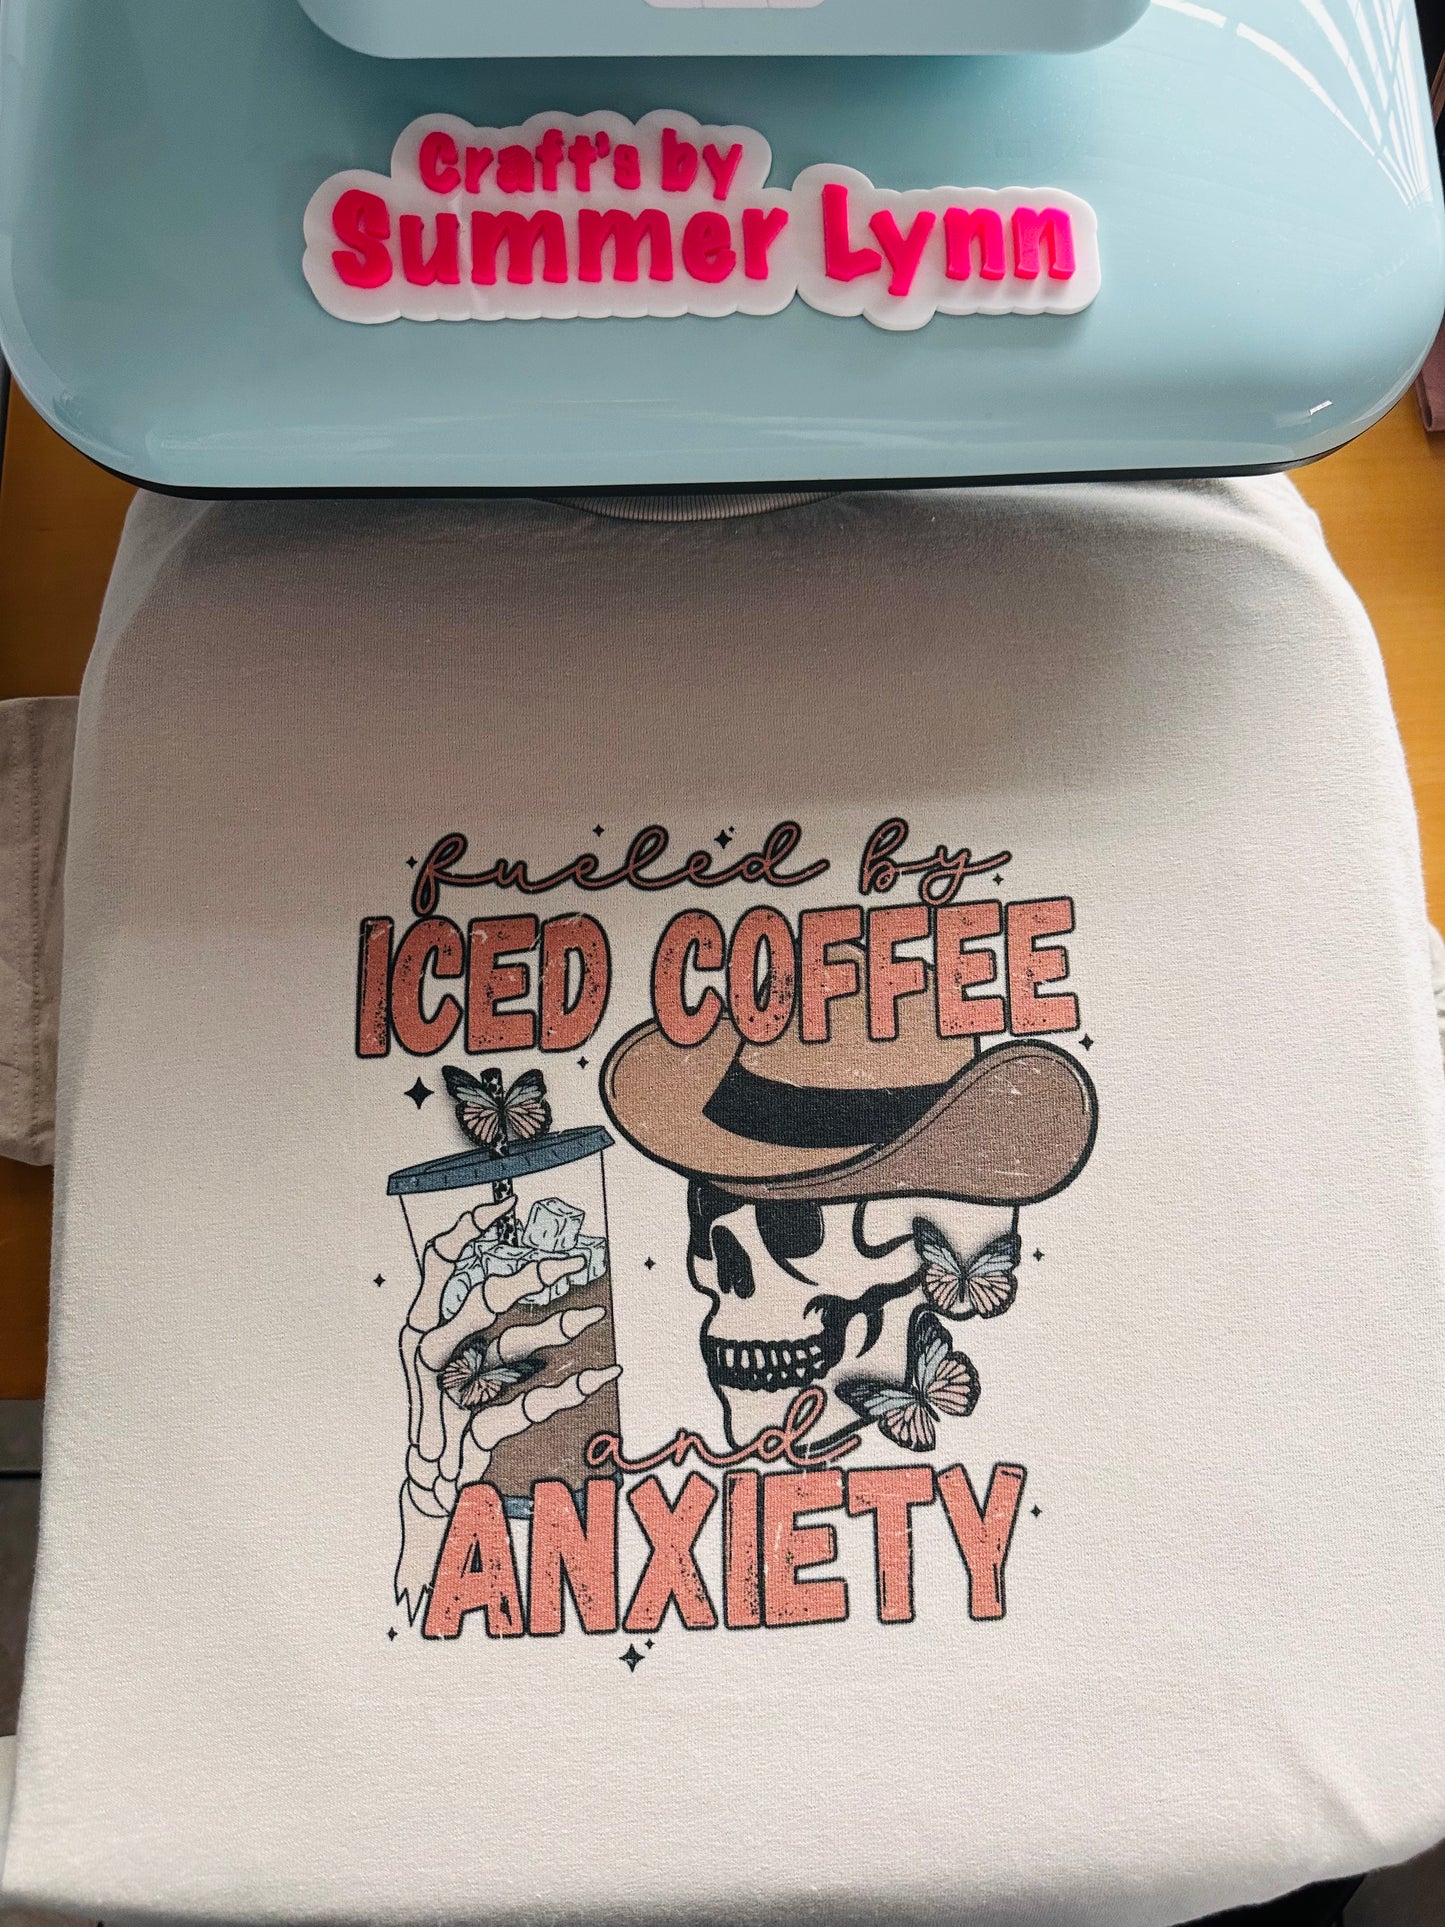 Craft's by
Summer Lynn
fueled by
ICED COFFEE
and
ANXIETY